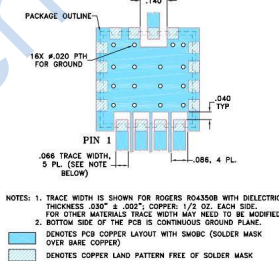 .140
PACKAGE OUTLINE
16X ø.020 PTH
FOR GROUND
.040
TYP
PIN 1
.066 TRACE WIDTH,
5 PL. (SEE NOTE
BELOW)
.086, 4 PL.
NOTES: 1. TRACE WIDTH IS SHOWN FOR ROGERS RO4350B WITH DIELECTRIC
THICKNESS .030" ± .002"; COPPER: 1/2 OZ. EACH SIDE.
FOR OTHER MATERIALS TRACE WIDTH MAY NEED TO BE MODIFIED
2. BOTTOM SIDE OF THE PCB IS CONTINUOUS GROUND PLANE.
DENOTES PCB COPPER LAYOUT WITH SMOBC (SOLDER MASK
OVER BARE COPPER)
DENOTES COPPER LAND PATTERN FREE OF SOLDER MASK